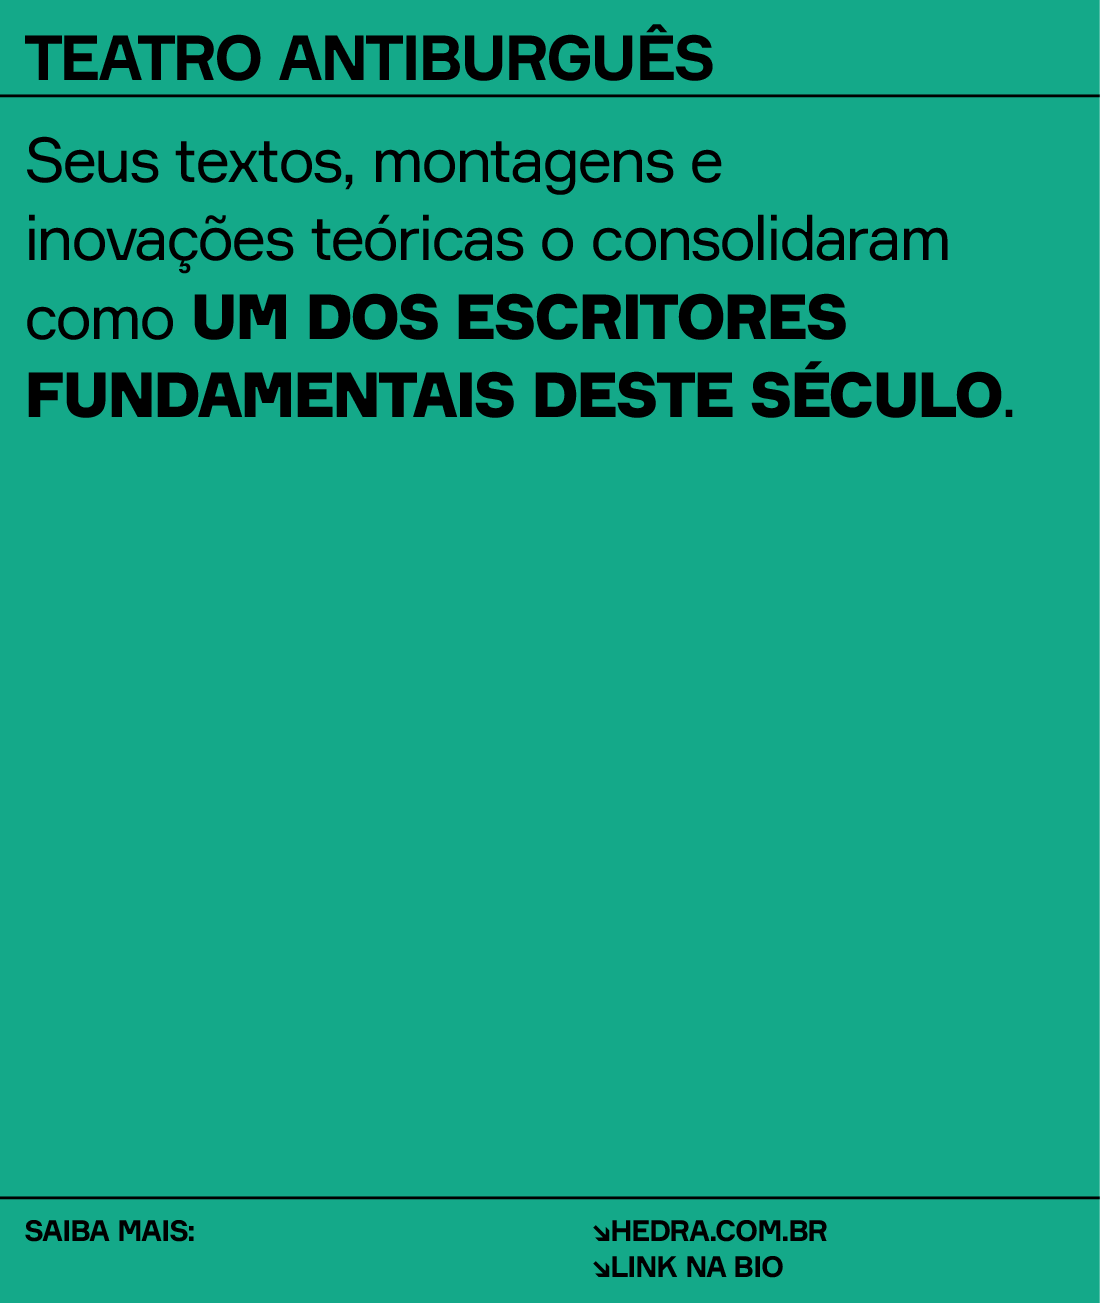 TEATRO ANTIBURGUÊS
Seus textos, montagens e
inovações teóricas o consolidaram
como UM DOS ESCRITORES
FUNDAMENTAIS DESTE SÉCULO.
SAIBA MAIS:
↘HEDRA.COM.BR
↘LINK NA BIO